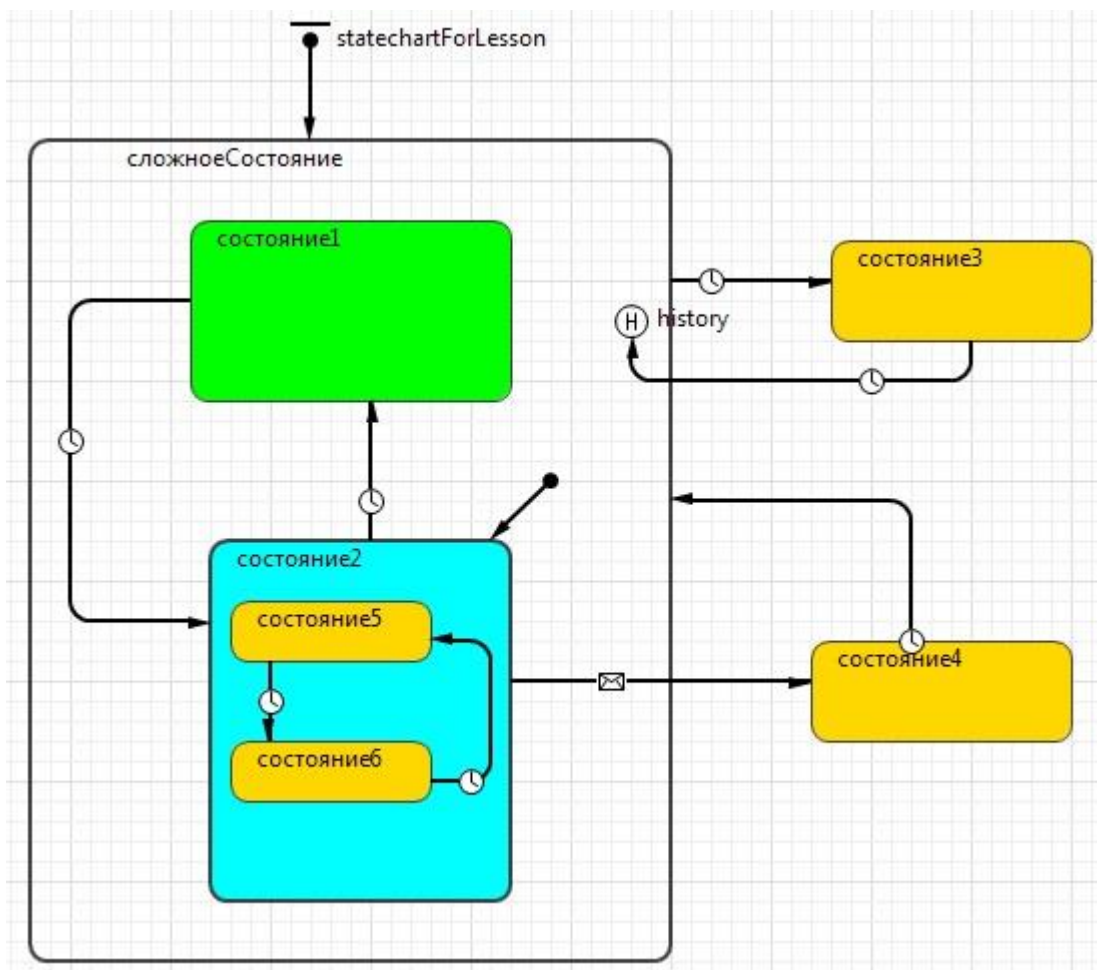 statechartForLesson
сложноеСостояние
состояние1
состояние3
H history
состояние2
состояние5
состояние4
состояние6